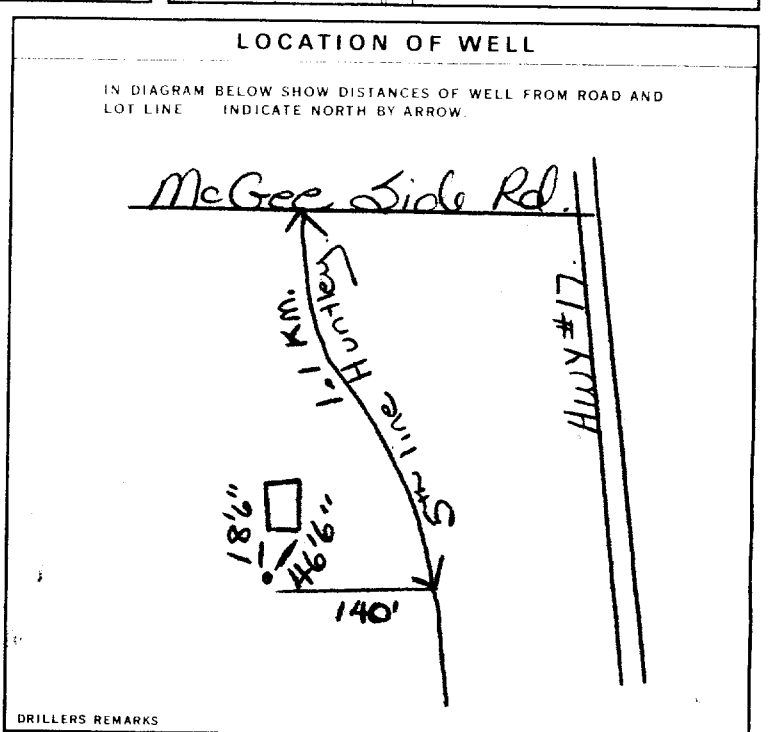 LOCATION OF WELL
IN DIAGRAM BELOW SHOW DISTANCES OF WELL FROM ROAD AND
LOT LINE INDICATE NORTH BY ARROW.
McGee Side Rd.
1.1 KM.
5th line Huntley
HWY #17
18'6"
46'6"
140'
DRILLERS REMARKS